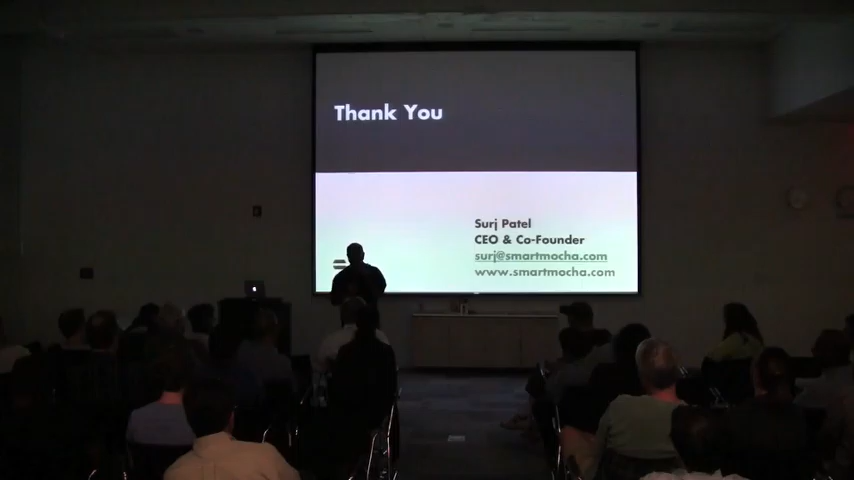 Thank You
Surj Patel
CEO & Co-Founder
surj@smartmocha.com
www.smartmocha.com